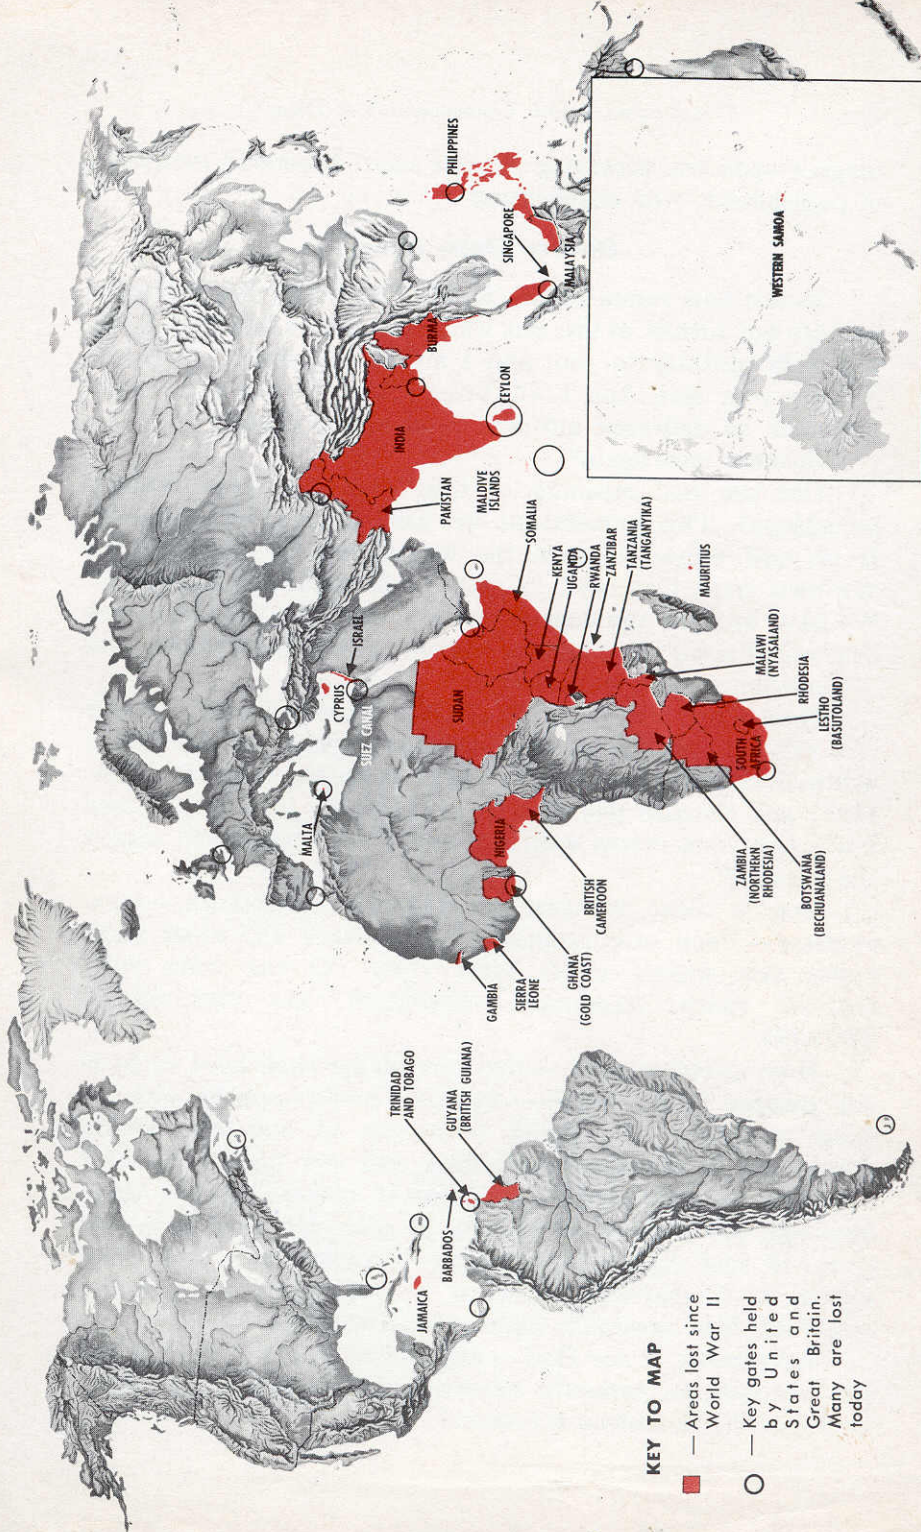 TRINIDAD
AND TOBAGO
GUYANA
(BRITISH GUIANA)
BARBADOS
JAMAICA
GAMBIA
SIERRA
LEONE
GHANA
(GOLD COAST)
BRITISH
CAMEROON
NIGERIA
MALTA
CYPRUS
ISRAEL
SUEZ CANAL
SUDAN
SOMALIA
KENYA
UGANDA
RWANDA
ZANZIBAR
TANZANIA
(TANGANYIKA)
MAURITIUS
MALAWI
(NYASALAND)
RHODESIA
LESTHO
(BASUTOLAND)
SOUTH
AFRICA
ZAMBIA
(NORTHERN
RHODESIA)
BOTSWANA
(BECHUANALAND)
PAKISTAN
INDIA
MALDIVE
ISLANDS
CEYLON
BURMA
SINGAPORE
MALAYSIA
PHILIPPINES
WESTERN SAMOA
KEY TO MAP
— Areas lost since
World War II
— Key gates held
by United
States and
Great Britain.
Many are lost
today